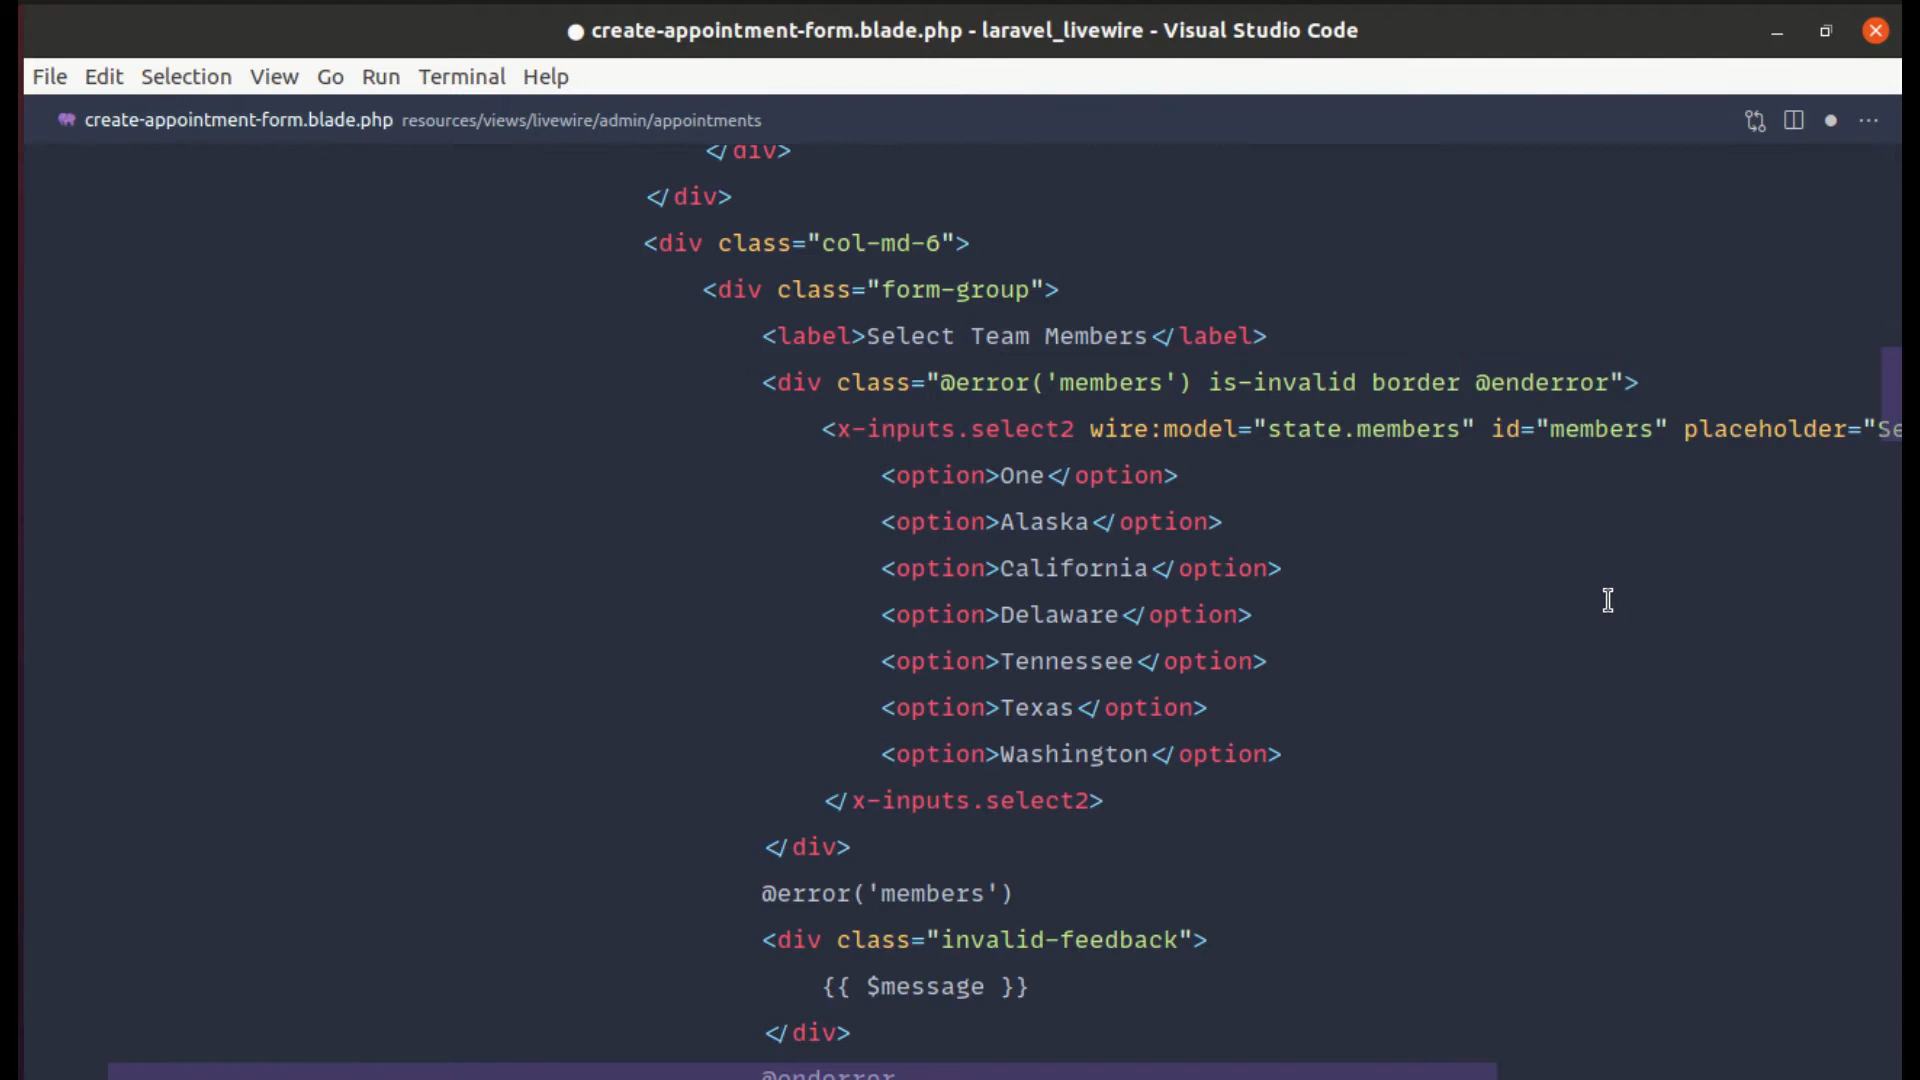 create-appointment-form.blade.php - laravel_livewire - Visual Studio Code
File Edit Selection View Go Run Terminal Help
create-appointment-form.blade.php resources/views/livewire/admin/appointments
</div>
</div>
<div class="col-md-6">
<div class="form-group">
<label>Select Team Members</label>
<div class="@error('members') is-invalid border @enderror">
<x-inputs.select2 wire:model="state.members" id="members" placeholder="Se
<option>One</option>
<option>Alaska</option>
<option>California</option>
<option>Delaware</option>
<option>Tennessee</option>
<option>Texas</option>
<option>Washington</option>
</x-inputs.select2>
</div>
@error('members')
<div class="invalid-feedback">
{{ $message }}
</div>
@enderror